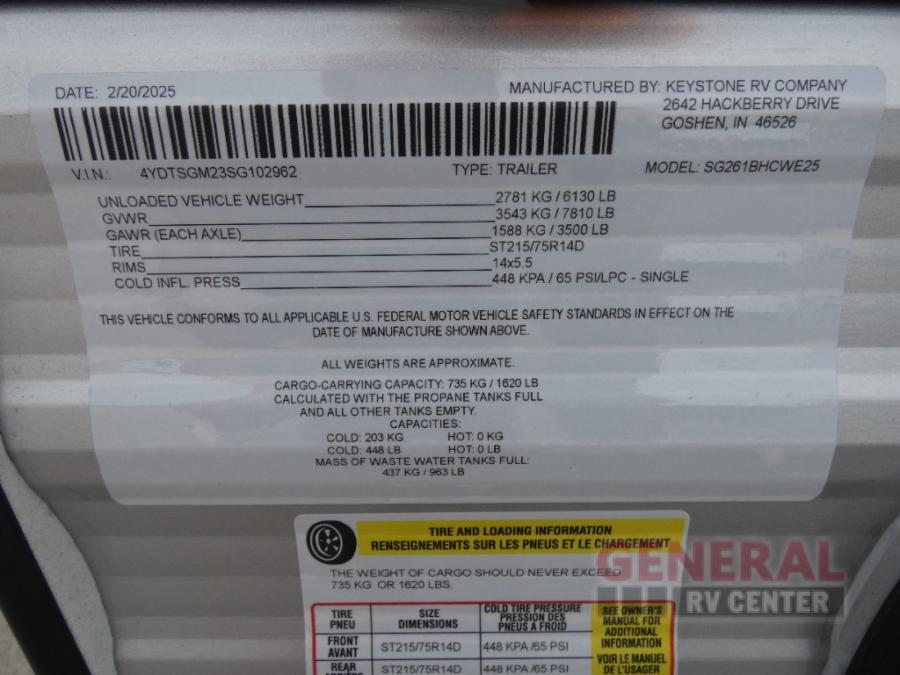 DATE: 2/20/2025
MANUFACTURED BY: KEYSTONE RV COMPANY
2642 HACKBERRY DRIVE
GOSHEN, IN 46526
V.I.N.: 4YDTSGM23SG102962 TYPE: TRAILER MODEL: SG261BHCWE25
UNLOADED VEHICLE WEIGHT 2781 KG / 6130 LB
GVWR 3543 KG / 7810 LB
GAWR (EACH AXLE) 1588 KG / 3500 LB
TIRE ST215/75R14D
RIMS 14x5.5
COLD INFL. PRESS 448 KPA / 65 PSI/LPC - SINGLE
THIS VEHICLE CONFORMS TO ALL APPLICABLE U.S. FEDERAL MOTOR VEHICLE SAFETY STANDARDS IN EFFECT ON THE
DATE OF MANUFACTURE SHOWN ABOVE.
ALL WEIGHTS ARE APPROXIMATE.
CARGO-CARRYING CAPACITY: 735 KG / 1620 LB
CALCULATED WITH THE PROPANE TANKS FULL
AND ALL OTHER TANKS EMPTY.
CAPACITIES:
COLD: 203 KG HOT: 0 KG
COLD: 448 LB HOT: 0 LB
MASS OF WASTE WATER TANKS FULL:
437 KG / 963 LB
TIRE AND LOADING INFORMATION
RENSEIGNEMENTS SUR LES PNEUS ET LE CHARGEMENT
THE WEIGHT OF CARGO SHOULD NEVER EXCEED
735 KG OR 1620 LBS.
TIRE
PNEU
SIZE
DIMENSIONS
COLD TIRE PRESSURE
PRESSION DES
PNEUS A FROID
SEE OWNER'S
MANUAL FOR
ADDITIONAL
INFORMATION
VOIR LE MANUEL
DE L'USAGER
FRONT
AVANT
ST215/75R14D
448 KPA /65 PSI
REAR
ST215/75R14D
448 KPA /65 PSI
GENERAL
RV CENTER